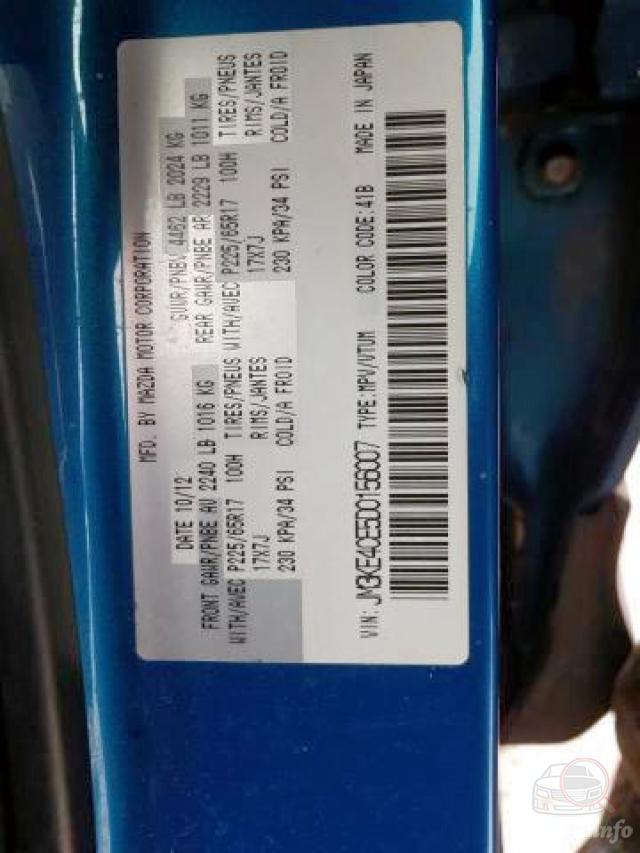 MFD. BY MAZDA MOTOR CORPORATION
DATE 10/12 GVWR/PNBV 4462 LB 2024 KG
FRONT GAWR/PNBE AV 2240 LB 1016 KG REAR GAWR/PNBE AR 2229 LB 1011 KG
WITH/AVEC P225/65R17 100H TIRES/PNEUS WITH/AVEC P225/65R17 100H TIRES/PNEUS
17X7J RIMS/JANTES 17X7J RIMS/JANTES
230 KPA/34 PSI COLD/A FROID 230 KPA/34 PSI COLD/A FROID
VIN: JM3KE4CE5D0156007 TYPE:MPV/VTUM COLOR CODE:41B MADE IN JAPAN